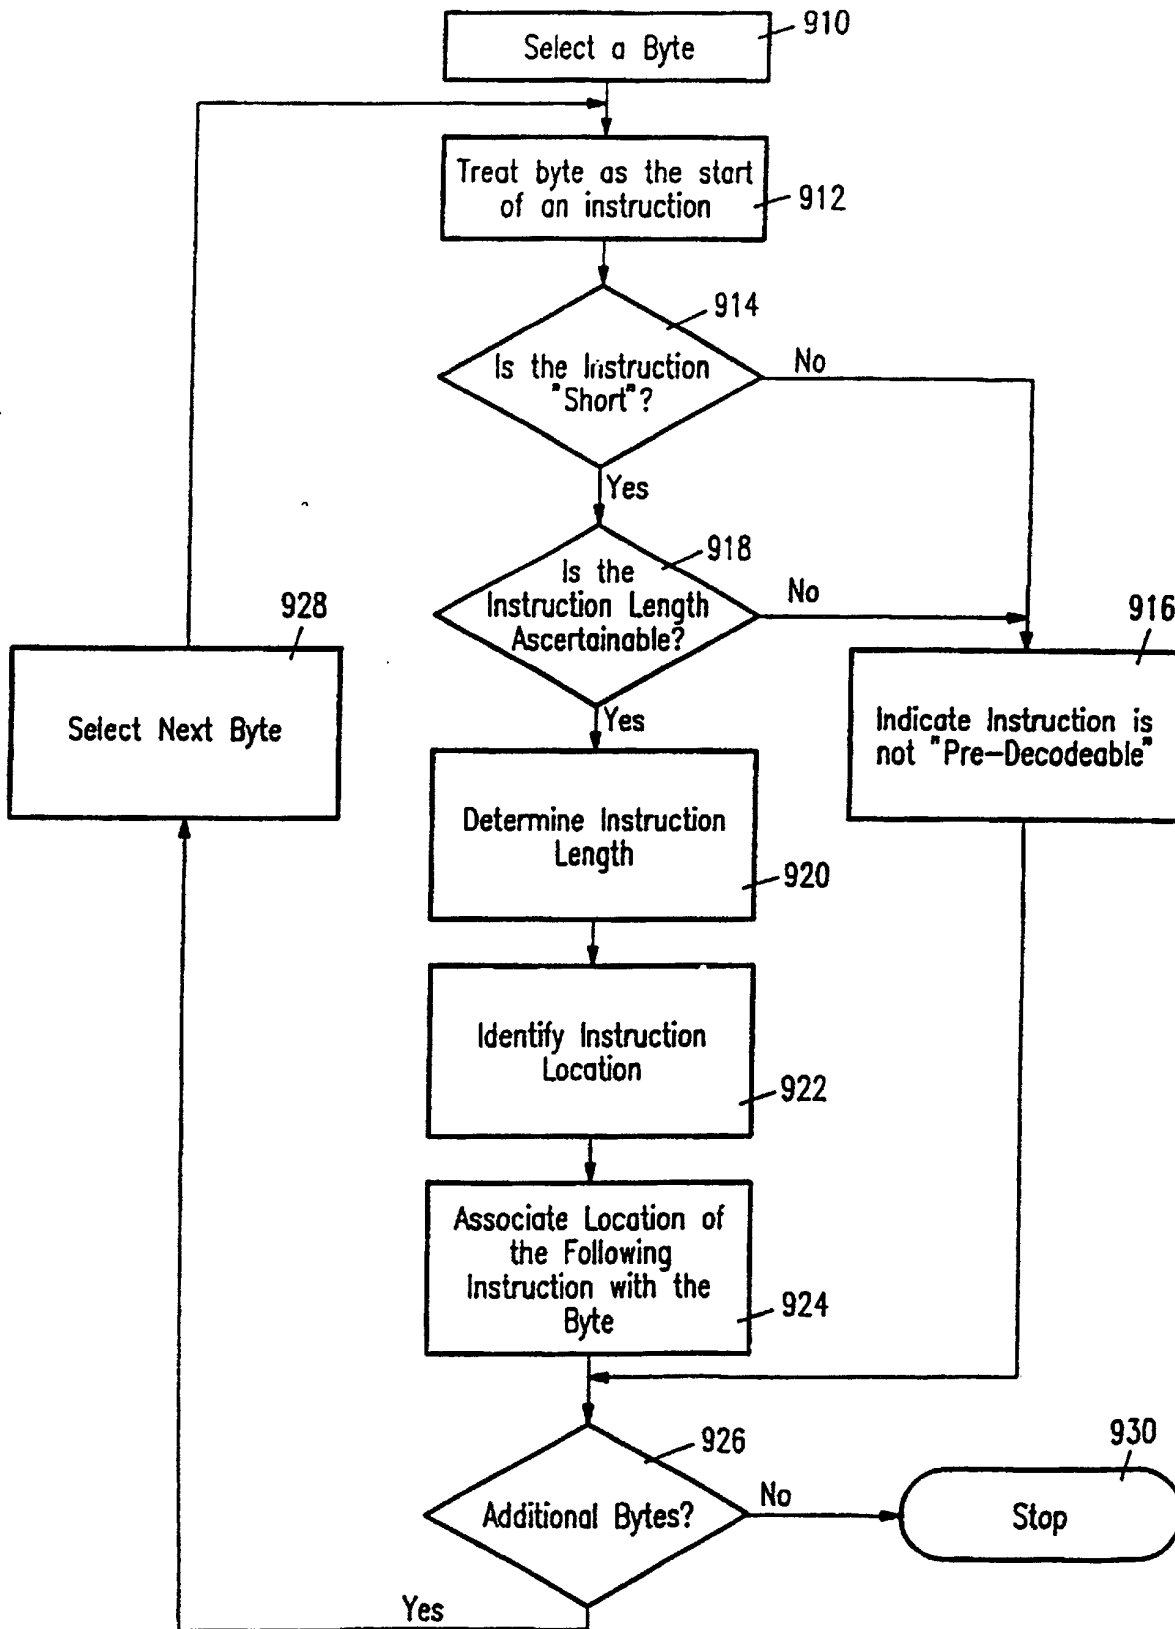 Select a Byte
910
Treat byte as the start
of an instruction
912
914
Is the Instruction
"Short"?
No
Yes
918
Is the
Instruction Length
Ascertainable?
No
Yes
928
Select Next Byte
916
Indicate Instruction is
not "Pre-Decodeable"
Determine Instruction
Length
920
Identify Instruction
Location
922
Associate Location of
the Following
Instruction with the
Byte
924
926
Additional Bytes?
No
Yes
930
Stop